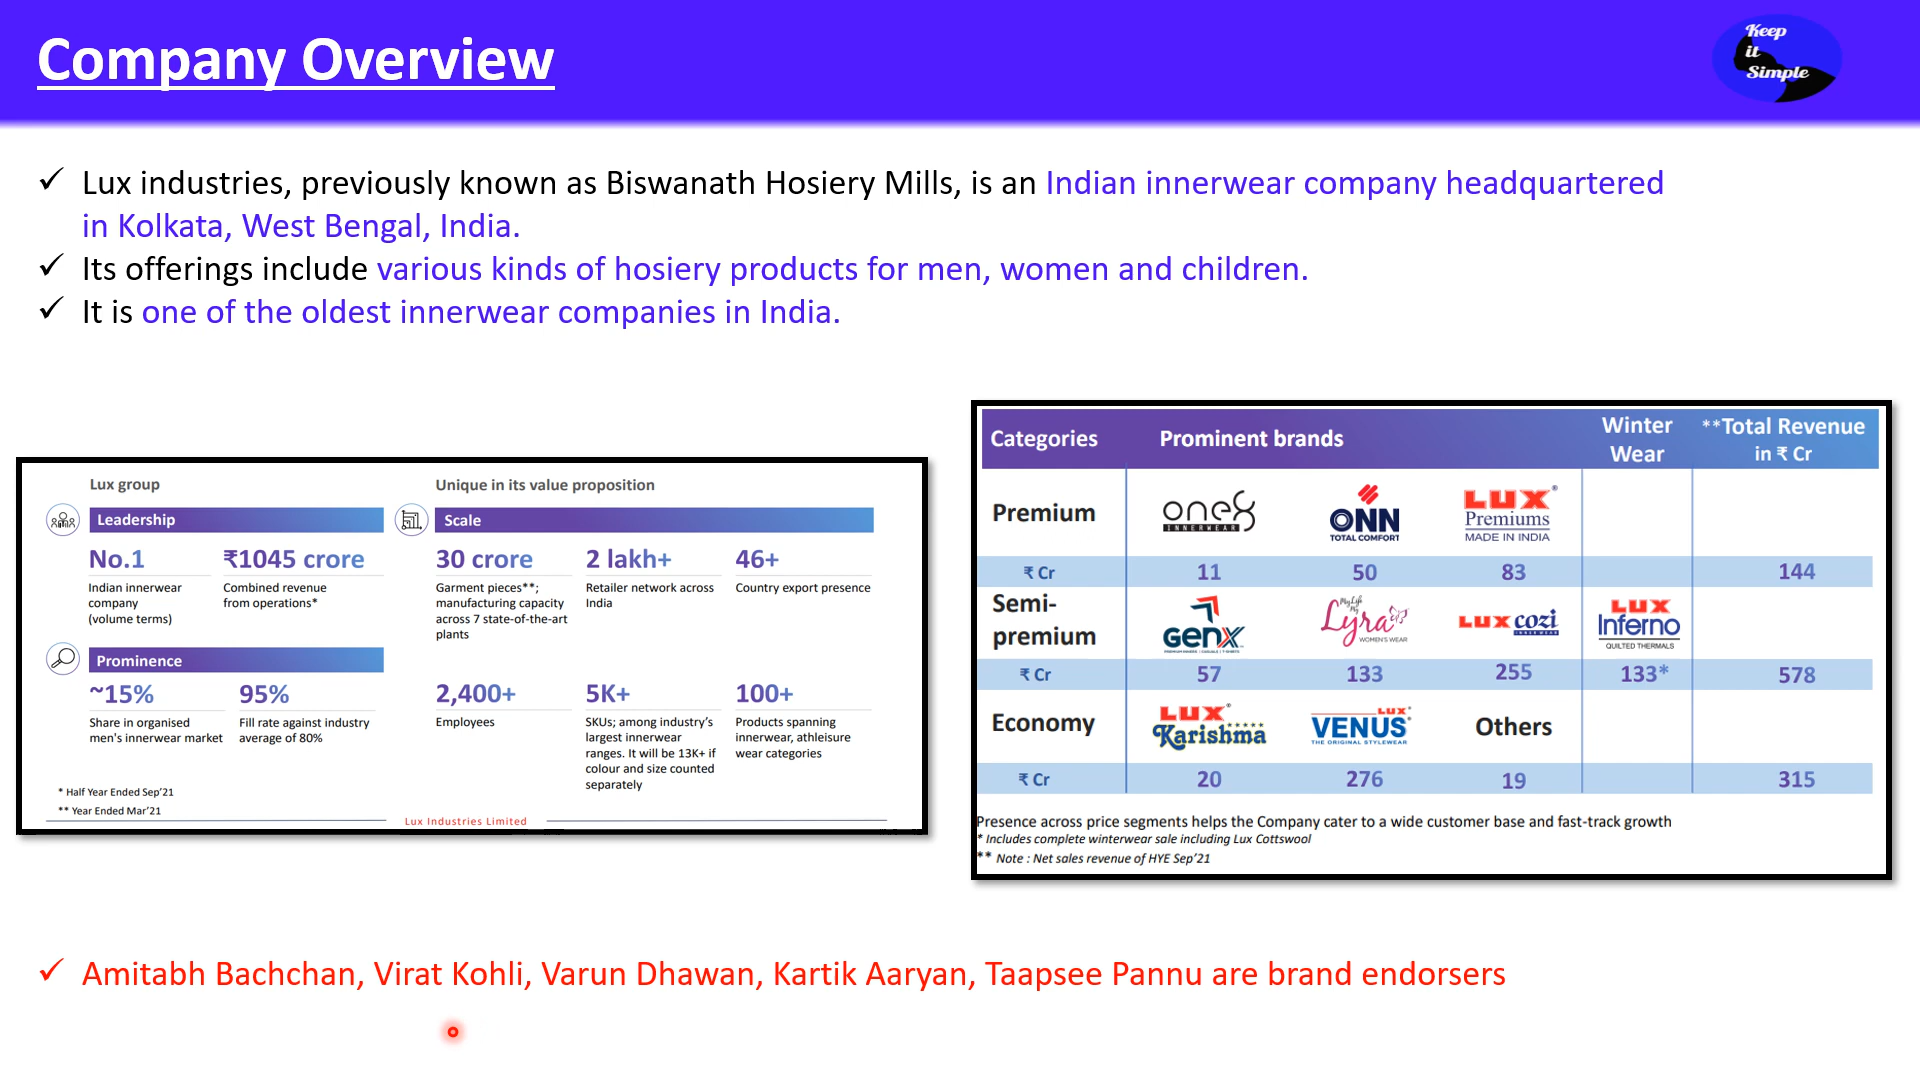 Company Overview
Keep
it
Simple
✓ Lux industries, previously known as Biswanath Hosiery Mills, is an Indian innerwear company headquartered
in Kolkata, West Bengal, India.
✓ Its offerings include various kinds of hosiery products for men, women and children.
✓ It is one of the oldest innerwear companies in India.
Lux group
Leadership
No.1
Indian innerwear
company
(volume terms)
₹1045 crore
Combined revenue
from operations*
Prominence
~15%
Share in organised
men's innerwear market
95%
Fill rate against industry
average of 80%
* Half Year Ended Sep'21
** Year Ended Mar'21
Unique in its value proposition
Scale
30 crore
Garment pieces**;
manufacturing capacity
across 7 state-of-the-art
plants
2 lakh+
Retailer network across
India
46+
Country export presence
2,400+
Employees
5K+
SKUs; among industry's
largest innerwear
ranges. It will be 13K+ if
colour and size counted
separately
100+
Products spanning
innerwear, athleisure
wear categories
Lux Industries Limited
Categories Prominent brands Winter Wear **Total Revenue in ₹ Cr
Premium
one8
INNERWEAR
ONN
TOTAL COMFORT
LUX®
Premiums
MADE IN INDIA
₹ Cr 11 50 83 144
Semi-
premium
GenX
My Life
My
Lyra
WOMEN'S WEAR
LUX cozi
INNERWEAR
LUX
Inferno
QUILTED THERMALS
₹ Cr 57 133 255 133* 578
Economy
LUX®
Karishma
LUX®
VENUS
THE ORIGINAL STYLEWEAR
Others
₹ Cr 20 276 19 315
Presence across price segments helps the Company cater to a wide customer base and fast-track growth
* Includes complete winterwear sale including Lux Cottswool
** Note : Net sales revenue of HYE Sep'21
✓ Amitabh Bachchan, Virat Kohli, Varun Dhawan, Kartik Aaryan, Taapsee Pannu are brand endorsers